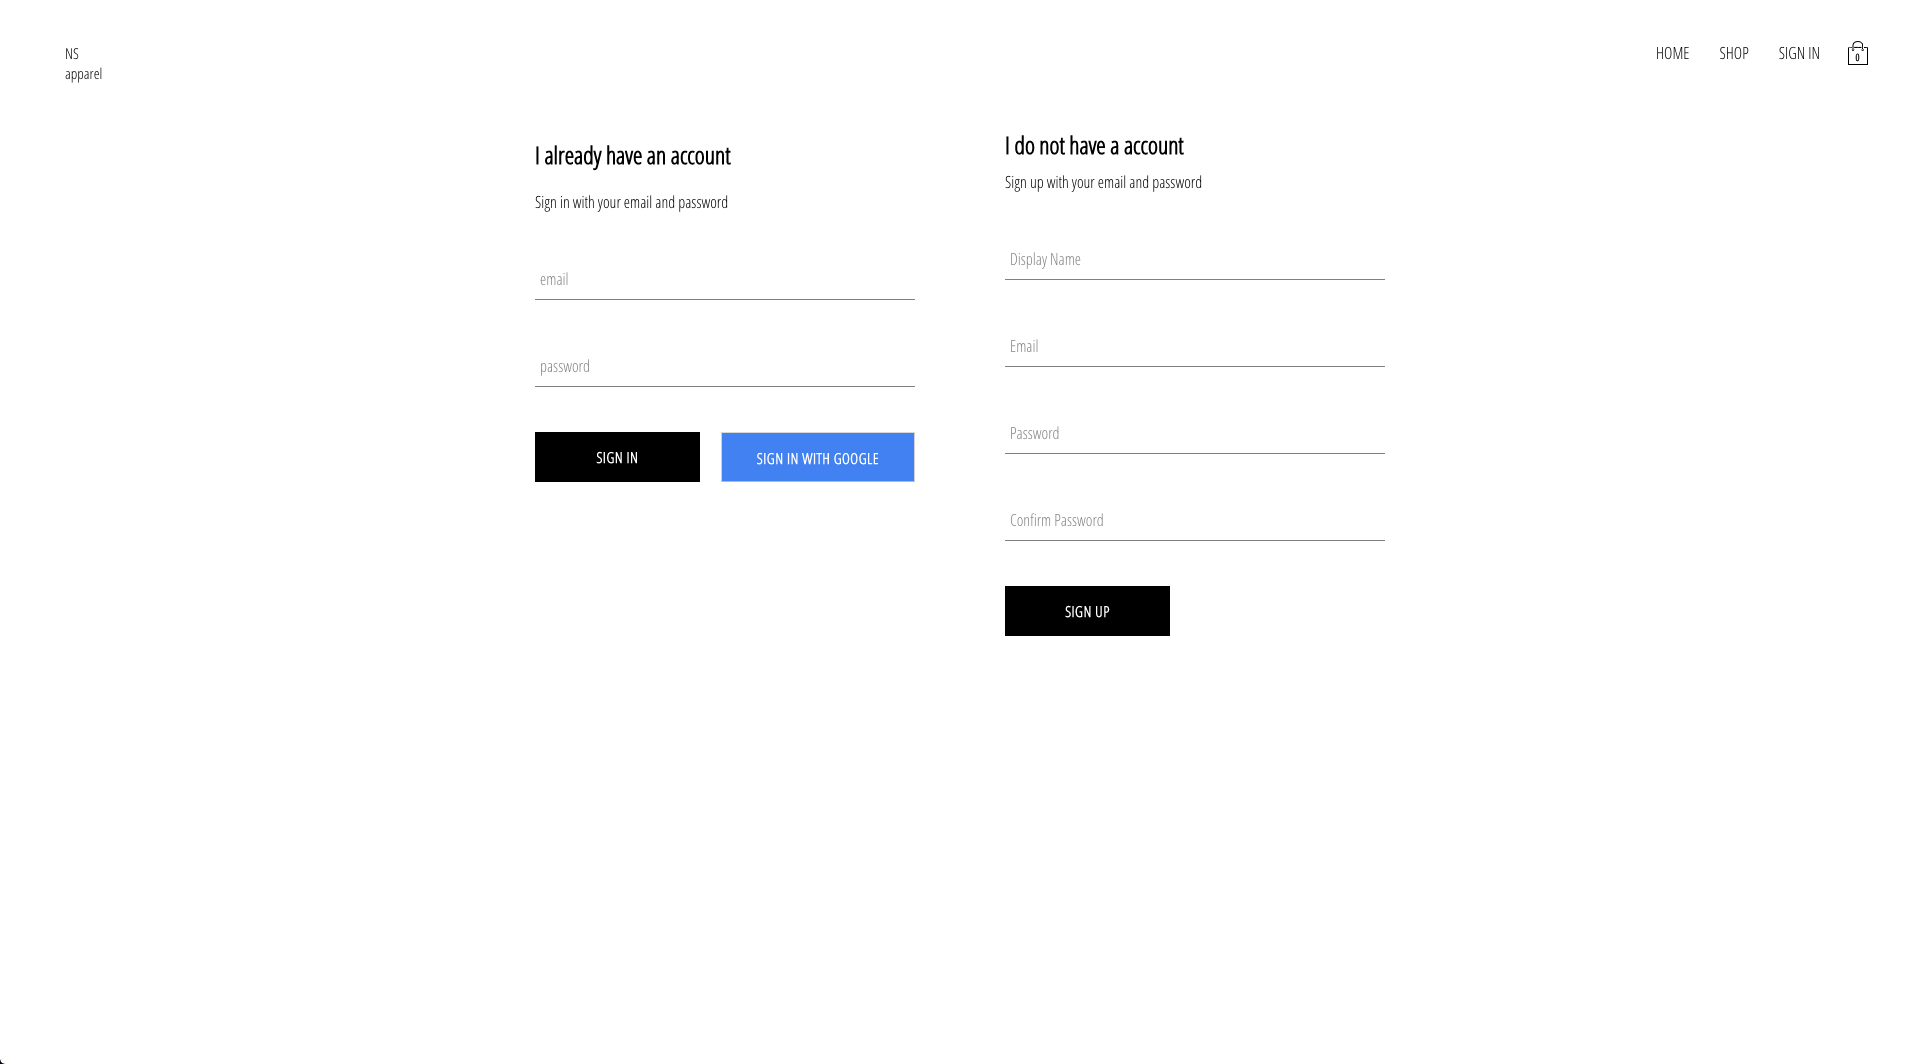 NS
apparel
HOME
SHOP
SIGN IN
0
I already have an account
Sign in with your email and password
email
password
SIGN IN
SIGN IN WITH GOOGLE
I do not have a account
Sign up with your email and password
Display Name
Email
Password
Confirm Password
SIGN UP